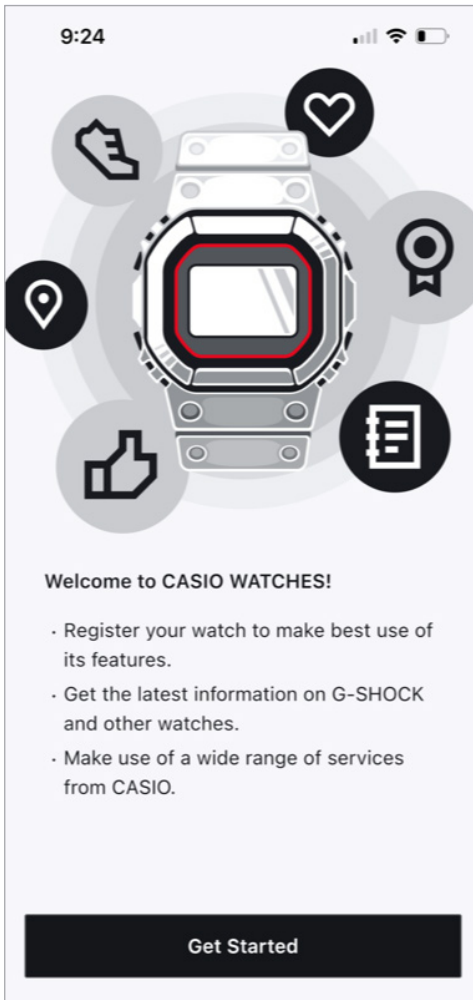 9:24
Welcome to CASIO WATCHES!
· Register your watch to make best use of
its features.
· Get the latest information on G-SHOCK
and other watches.
· Make use of a wide range of services
from CASIO.
Get Started